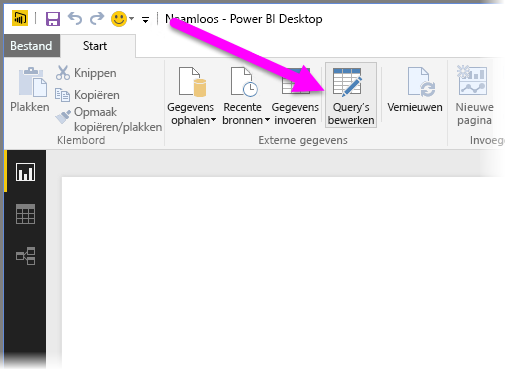 Naamloos - Power BI Desktop
Bestand
Start
Plakken
Knippen
Kopiëren
Opmaak
kopiëren/plakken
Klembord
Gegevens
ophalen
Recente
bronnen
Gegevens
invoeren
Query's
bewerken
Externe gegevens
Vernieuwen
Nieuwe
pagina
Invoeg